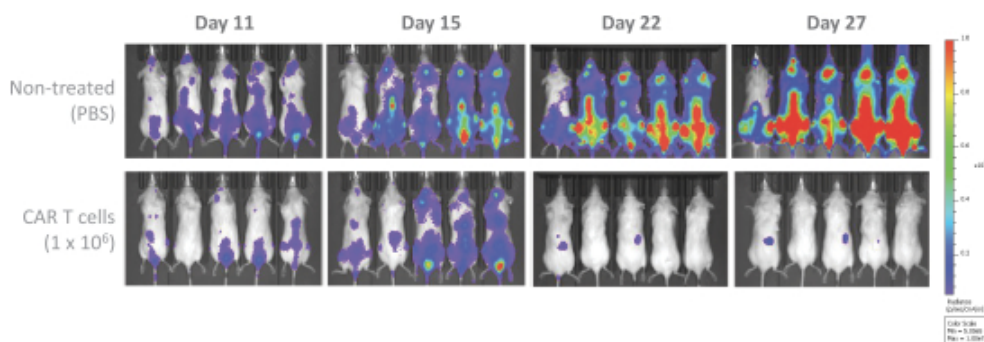 Day 11
Day 15
Day 22
Day 27
Non-treated
(PBS)
CAR T cells
(1 x 10⁶)
1.0
0.8
0.6
0.4
0.2
Radiance
Color Scale